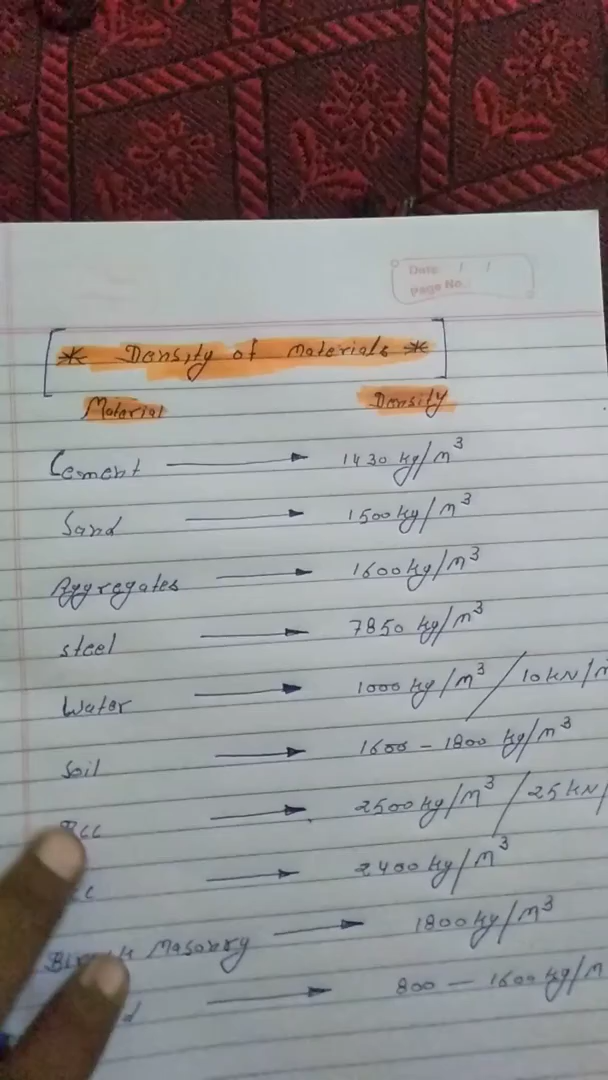 Date / /
Page No.:
* Density of Materials *
Material Density
Cement → 1430 kg/m³
Sand → 1500 kg/m³
Aggregates → 1600 kg/m³
Steel → 7850 kg/m³
Water → 1000 kg/m³ / 10 kN/m
Soil → 1600 - 1800 kg/m³
RCC → 2500 kg/m³ / 25 kN/
→ 2400 kg/m³
Brick Masonry → 1800 kg/m³
→ 800 - 1600 kg/m